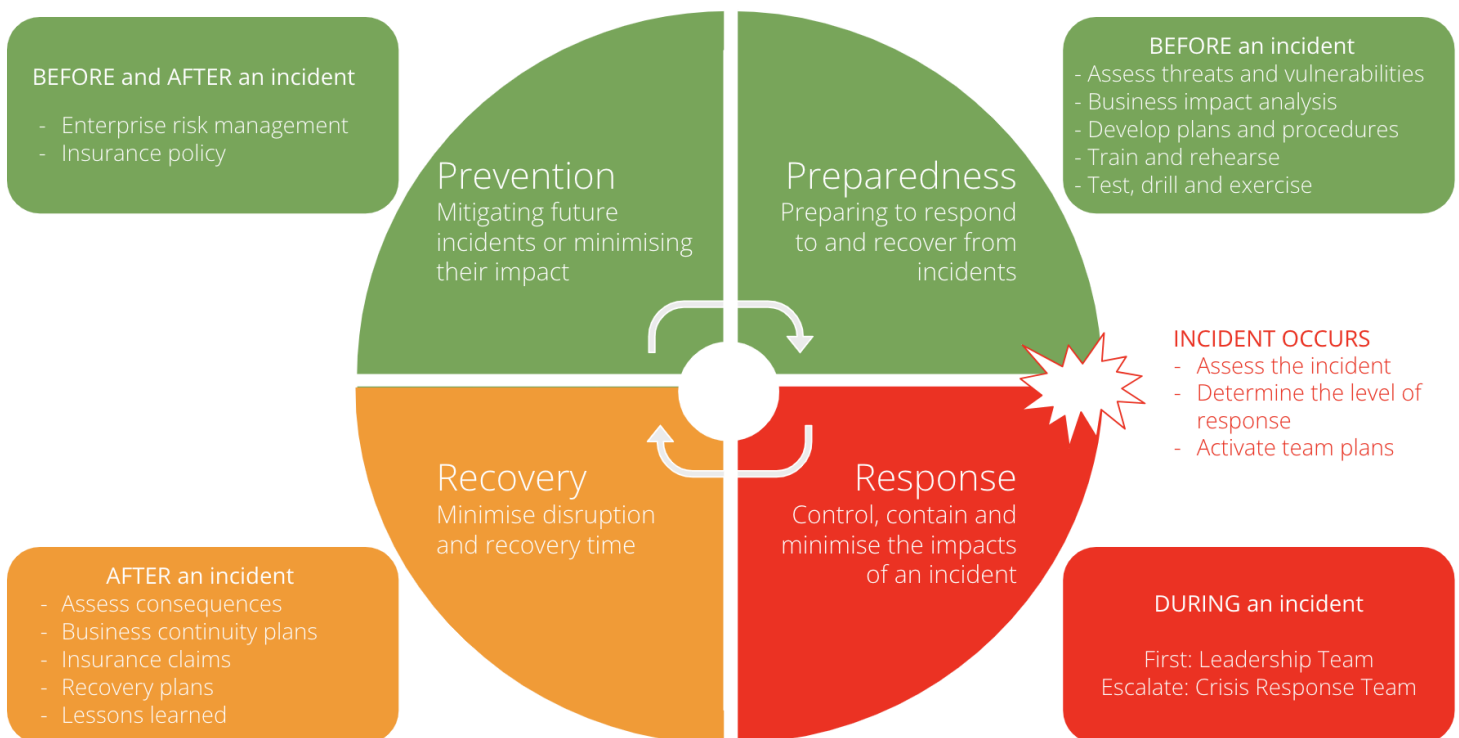 BEFORE and AFTER an incident
- Enterprise risk management
- Insurance policy
Prevention
Mitigating future
incidents or minimising
their impact
Preparedness
Preparing to respond
to and recover from
incidents
BEFORE an incident
- Assess threats and vulnerabilities
- Business impact analysis
- Develop plans and procedures
- Train and rehearse
- Test, drill and exercise
INCIDENT OCCURS
- Assess the incident
- Determine the level of
response
- Activate team plans
Recovery
Minimise disruption
and recovery time
Response
Control, contain and
minimise the impacts
of an incident
AFTER an incident
- Assess consequences
- Business continuity plans
- Insurance claims
- Recovery plans
- Lessons learned
DURING an incident
First: Leadership Team
Escalate: Crisis Response Team